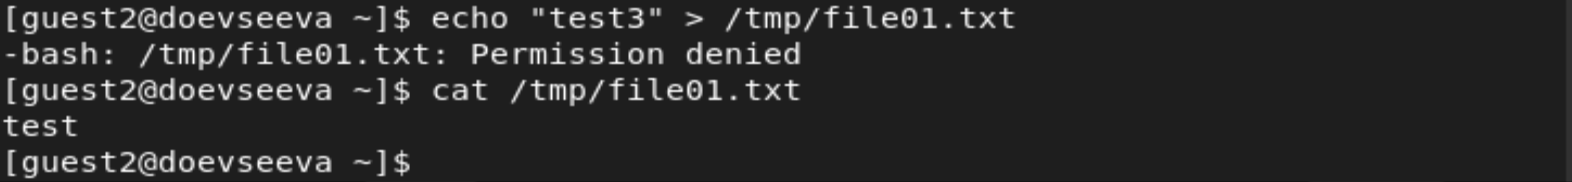 [guest2@doevseeva ~]$ echo "test3" > /tmp/file01.txt
-bash: /tmp/file01.txt: Permission denied
[guest2@doevseeva ~]$ cat /tmp/file01.txt
test
[guest2@doevseeva ~]$